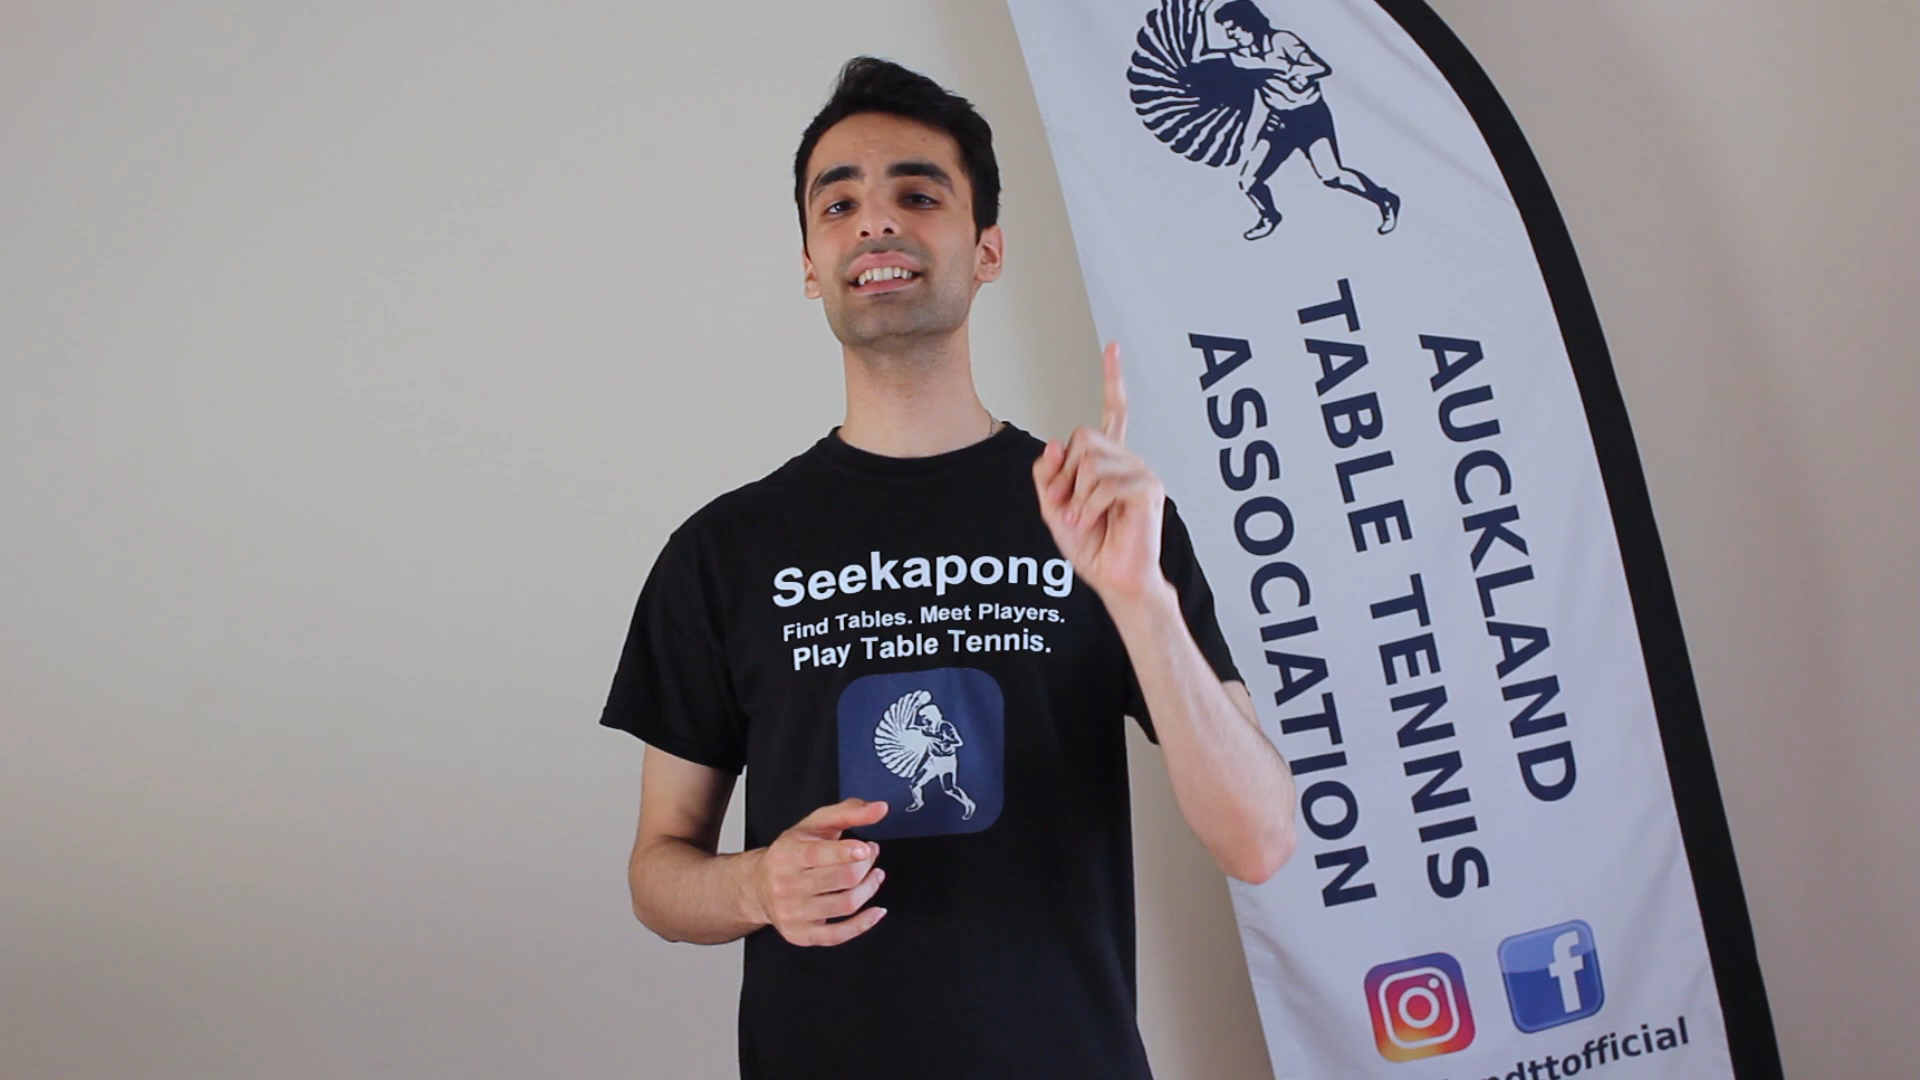 Seekapong
Find Tables. Meet Players.
Play Table Tennis.
AUCKLAND
TABLE TENNIS
ASSOCIATION